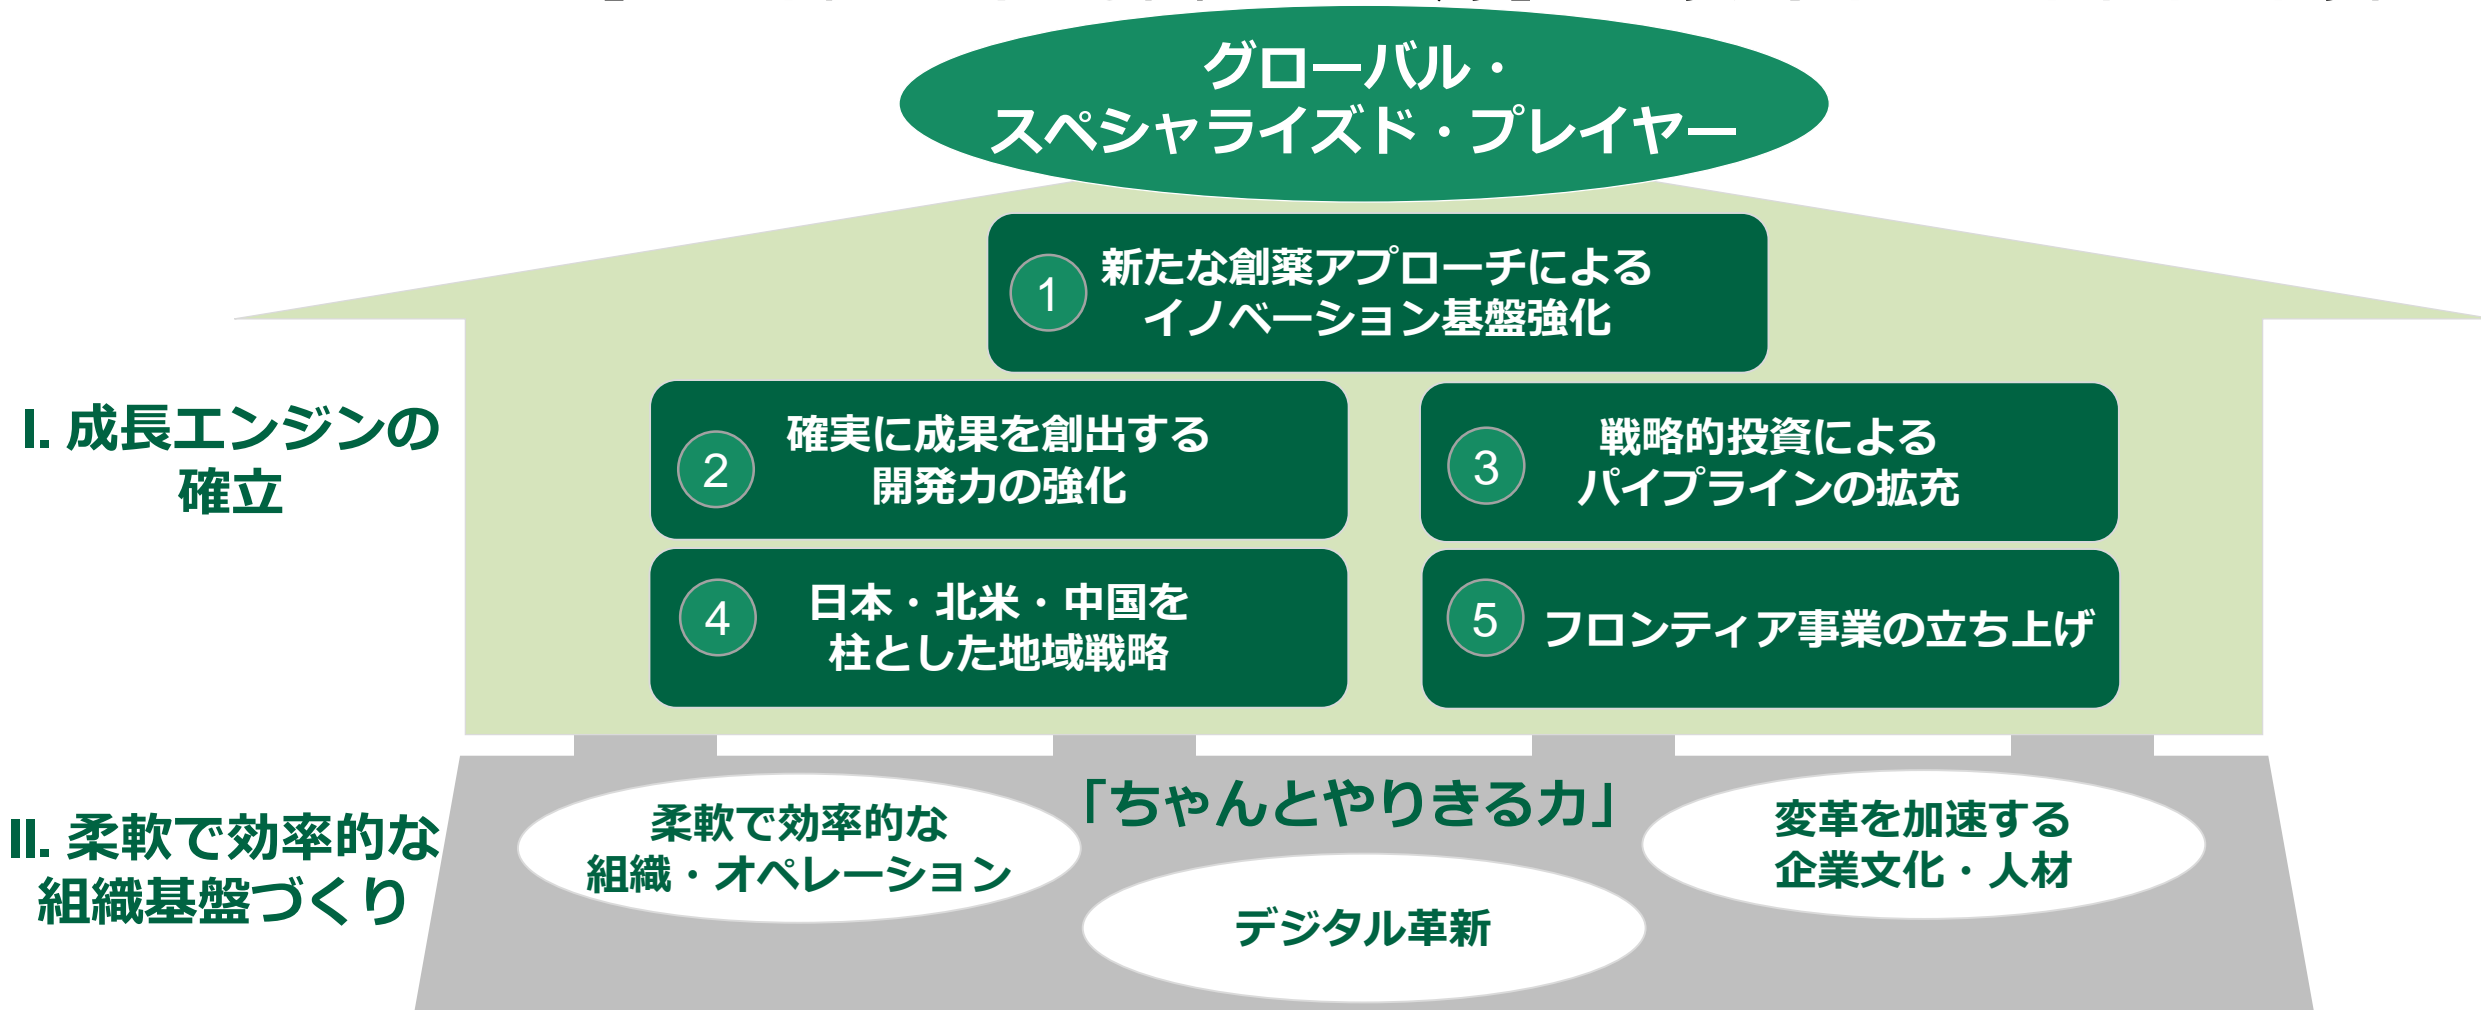 グローバル・
スペシャライズド・プレイヤー
1
新たな創薬アプローチによる
イノベーション基盤強化
I. 成長エンジンの
確立
2
確実に成果を創出する
開発力の強化
3
戦略的投資による
パイプラインの拡充
4
日本・北米・中国を
柱とした地域戦略
5
フロンティア事業の立ち上げ
II. 柔軟で効率的な
組織基盤づくり
「ちゃんとやりきる力」
柔軟で効率的な
組織・オペレーション
デジタル革新
変革を加速する
企業文化・人材